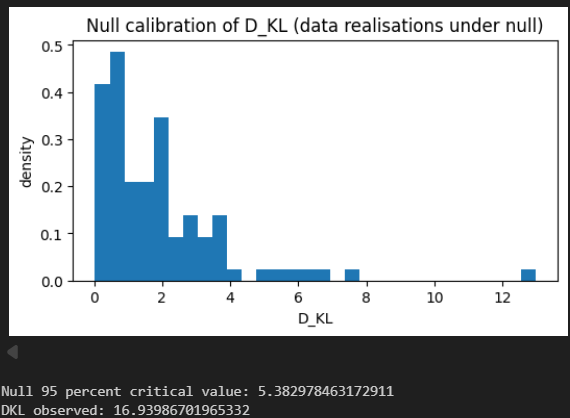 Null calibration of D_KL (data realisations under null)
0.5
0.4
0.3
0.2
0.1
0.0
density
0 2 4 6 8 10 12
D_KL
Null 95 percent critical value: 5.382978463172911
DKL observed: 16.93986701965332